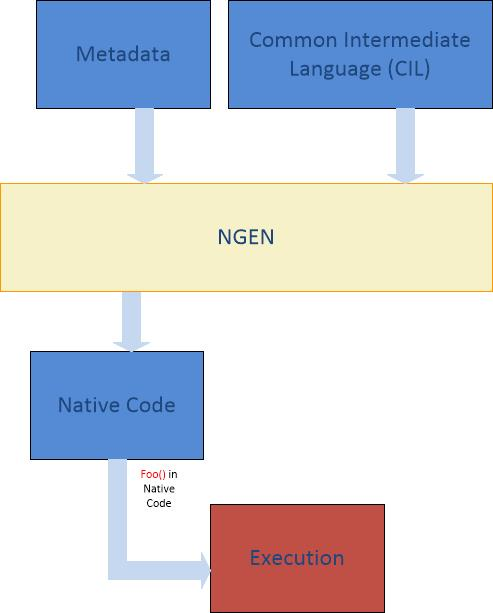 Metadata
Common Intermediate
Language (CIL)
NGEN
Native Code
Foo() in
Native
Code
Execution